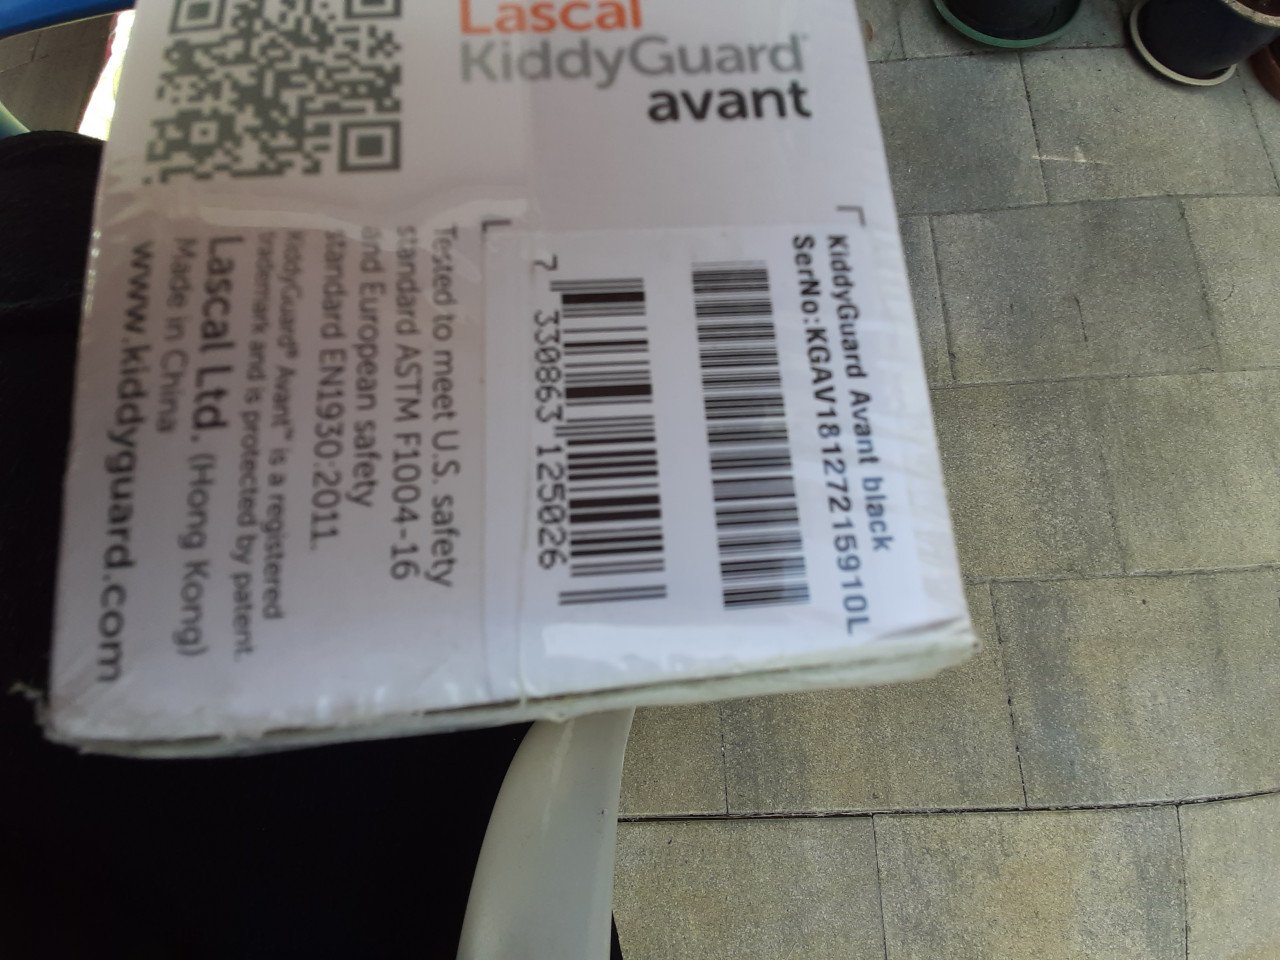 Lascal
KiddyGuard®
avant
KiddyGuard Avant black
SerNo:KGAV18127215910L
7 330863 125026
Tested to meet U.S. safety
standard ASTM F1004-16
and European safety
standard EN1930:2011.
KiddyGuard® Avant™ is a registered
trademark and is protected by patent.
Lascal Ltd. (Hong Kong)
Made in China
www.kiddyguard.com